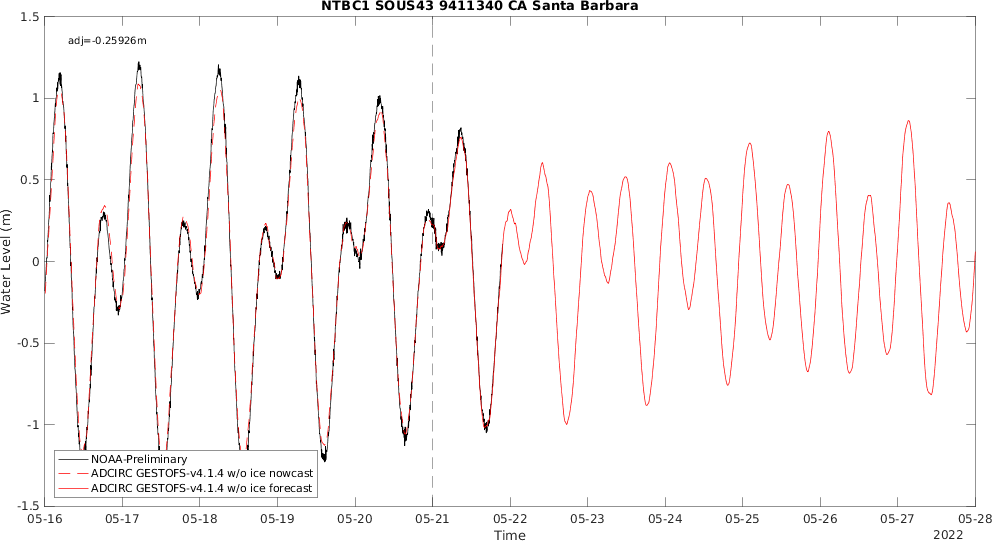 NTBC1 SOUS43 9411340 CA Santa Barbara
adj=-0.25926m
1.5
1
0.5
0
-0.5
-1
-1.5
Water Level (m)
NOAA-Preliminary
ADCIRC GESTOFS-v4.1.4 w/o ice nowcast
ADCIRC GESTOFS-v4.1.4 w/o ice forecast
05-16 05-17 05-18 05-19 05-20 05-21 05-22 05-23 05-24 05-25 05-26 05-27 05-28
Time
2022